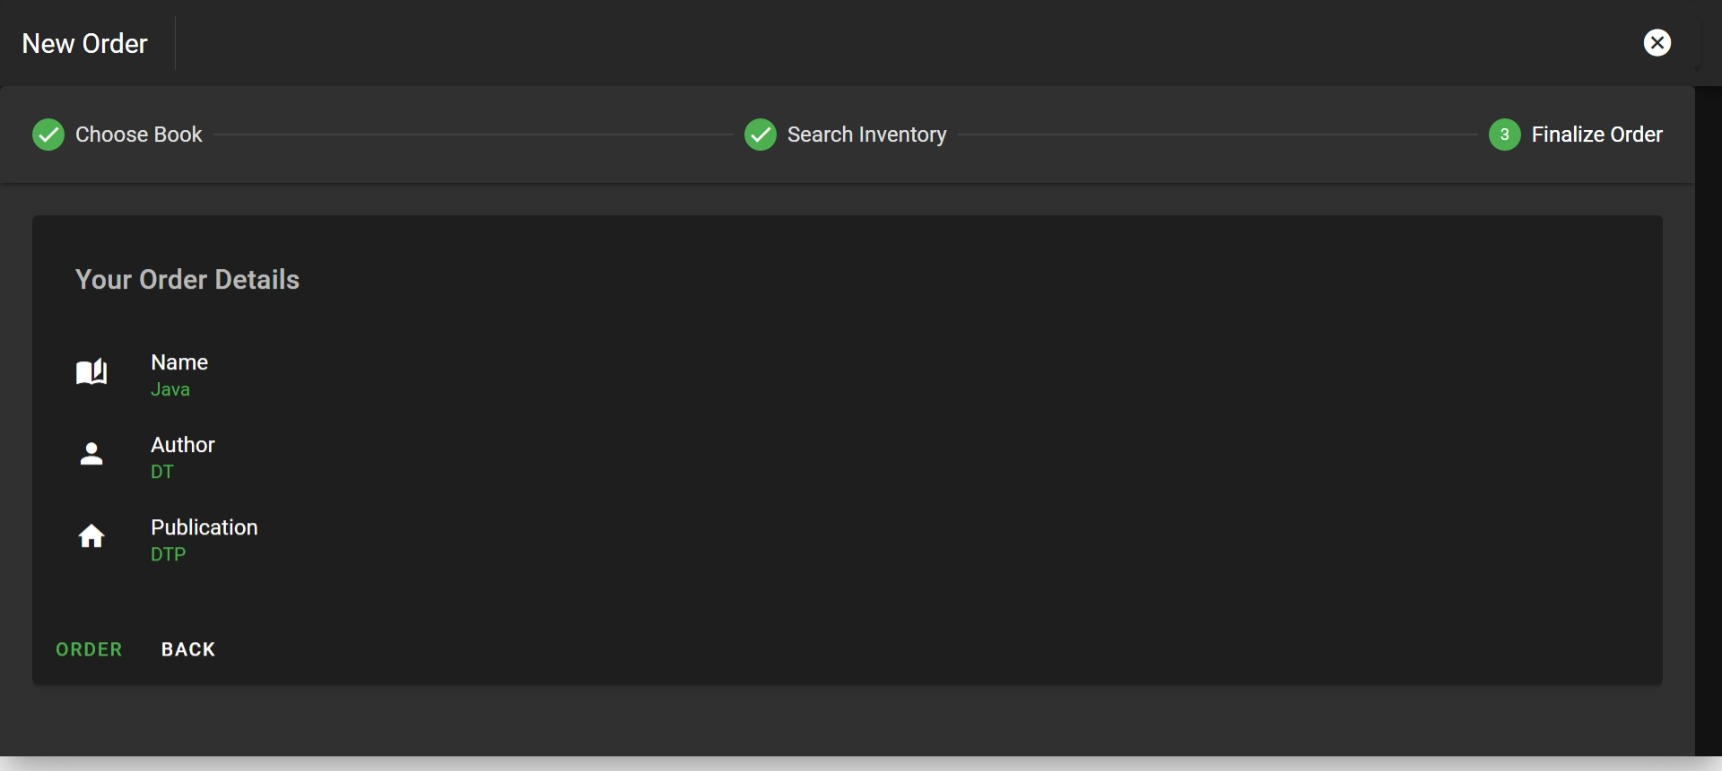 New Order
Choose Book
Search Inventory
3 Finalize Order
Your Order Details
Name
Java
Author
DT
Publication
DTP
ORDER BACK